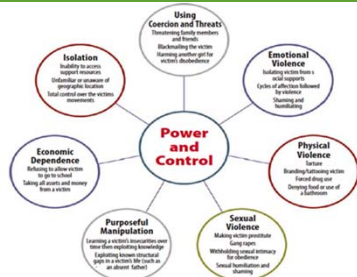 Using
Coercion and Threats
Threatening family members
and friends
Blackmailing the victim
Harming another girl for
victim's disobedience
Isolation
Inability to access
support resources
Unfamiliar or unaware of
geographic location
Total control over the victims
movements
Emotional
Violence
Isolating victim from s
ocial supports
Cycles of affection followed
by violence
Shaming and
humiliating
Power
and
Control
Economic
Dependence
Refusing to allow victim
to go to school
Taking all assets and money
from a victim
Physical
Violence
Torture
Branding/tattooing victim
Forced drug use
Denying food or use of
a bathroom
Purposeful
Manipulation
Learning a victim's insecurities over
time then exploiting knowledge
Exploiting known structural
gaps in a victim's life (such as
an absent father)
Sexual
Violence
Making victim prostitute
Gang rapes
Withholding sexual intimacy
for obedience
Sexual humiliation and
shaming